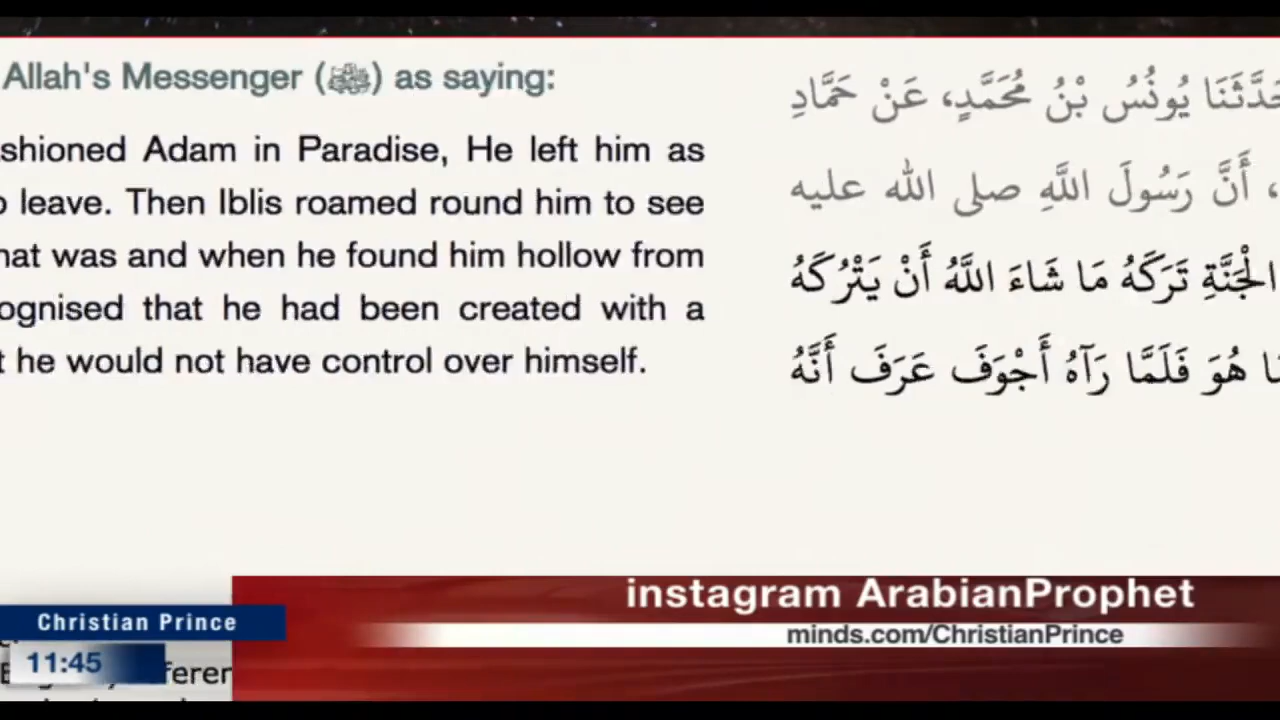 Allah's Messenger (ﷺ) as saying:
shioned Adam in Paradise, He left him as
o leave. Then Iblis roamed round him to see
hat was and when he found him hollow from
ognised that he had been created with a
t he would not have control over himself.
حَدَّثَنَا يُونُسُ بْنُ مُحَمَّدٍ، عَنْ حَمَّادِ
، أَنَّ رَسُولَ اللَّهِ صلى الله عليه
الْجَنَّةِ تَرَكَهُ مَا شَاءَ اللَّهُ أَنْ يَتْرُكَهُ
ا هُوَ فَلَمَّا رَآهُ أَجْوَفَ عَرَفَ أَنَّهُ
instagram ArabianProphet
minds.com/ChristianPrince
Christian Prince
11:45
feren